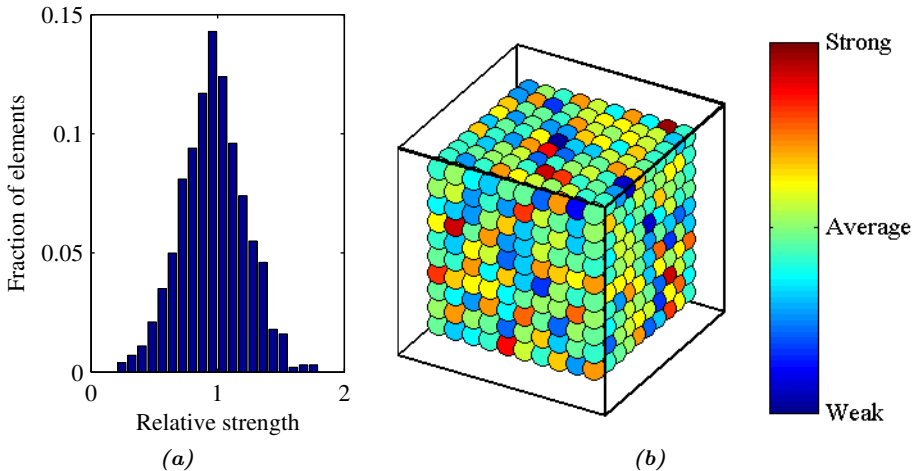 0.15
0.1
0.05
0
Fraction of elements
0 1 2
Relative strength
(a)
Strong
Average
Weak
(b)